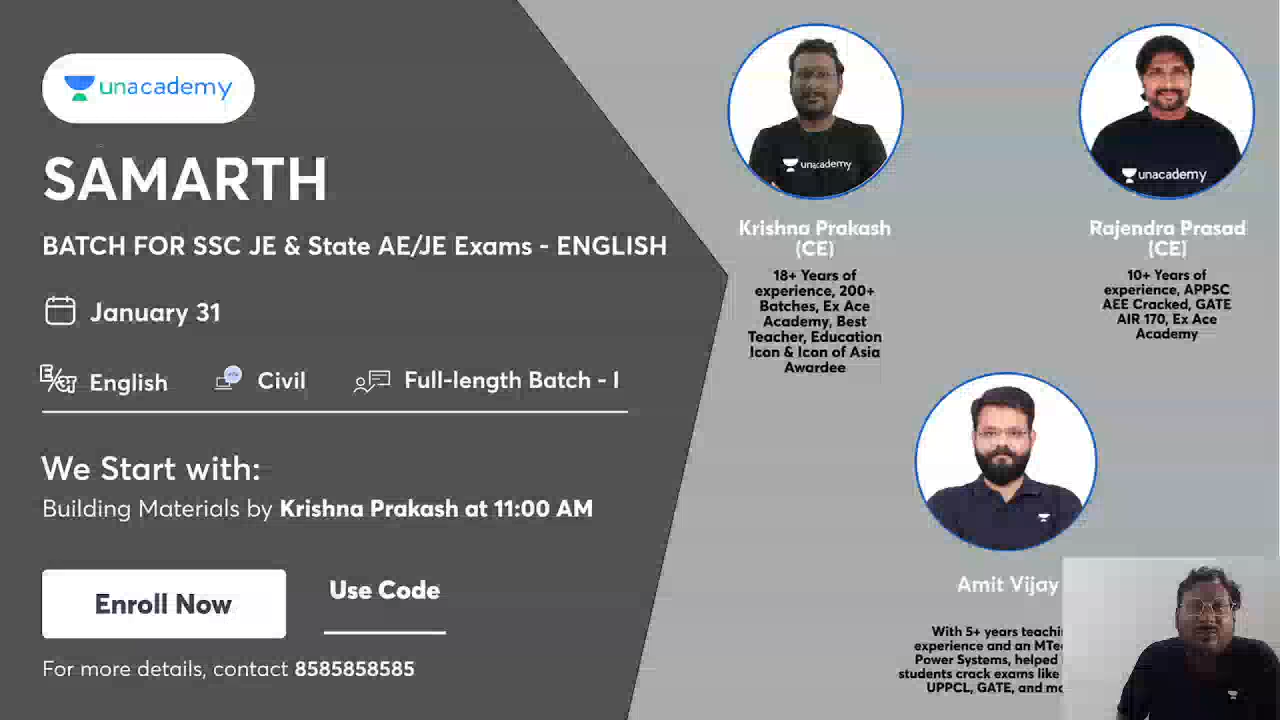 unacademy
SAMARTH
BATCH FOR SSC JE & State AE/JE Exams - ENGLISH
January 31
English
Civil
Full-length Batch - I
We Start with:
Building Materials by Krishna Prakash at 11:00 AM
Enroll Now
Use Code
For more details, contact 8585858585
unacademy
Krishna Prakash
(CE)
18+ Years of
experience, 200+
Batches, Ex Ace
Academy, Best
Teacher, Education
Icon & Icon of Asia
Awardee
unacademy
Rajendra Prasad
(CE)
10+ Years of
experience, APPSC
AEE Cracked, GATE
AIR 170, Ex Ace
Academy
Amit Vijay
With 5+ years
experience and an
Power Systems, helped
students crack exams like
UPPCL, GATE, and